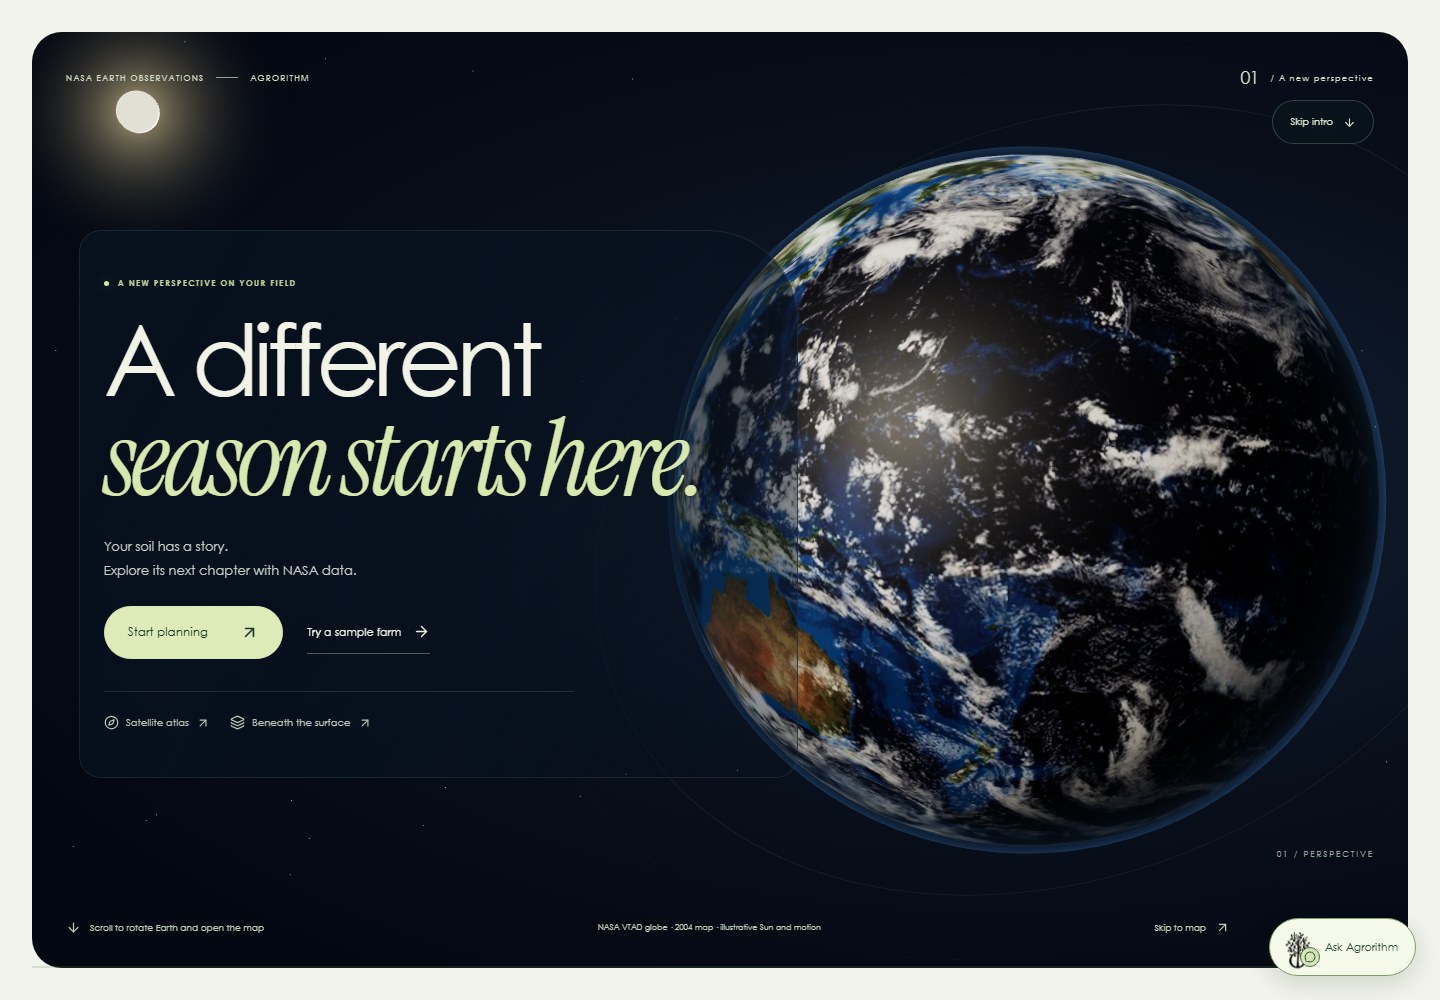 NASA EARTH OBSERVATIONS — AGRORITHM
01 / A new perspective
Skip intro
A NEW PERSPECTIVE ON YOUR FIELD
A different
season starts here.
Your soil has a story.
Explore its next chapter with NASA data.
Start planning
Try a sample farm
Satellite atlas
Beneath the surface
01 / PERSPECTIVE
Scroll to rotate Earth and open the map
NASA VTAD globe · 2004 map · illustrative Sun and motion
Skip to map
Ask Agrorithm